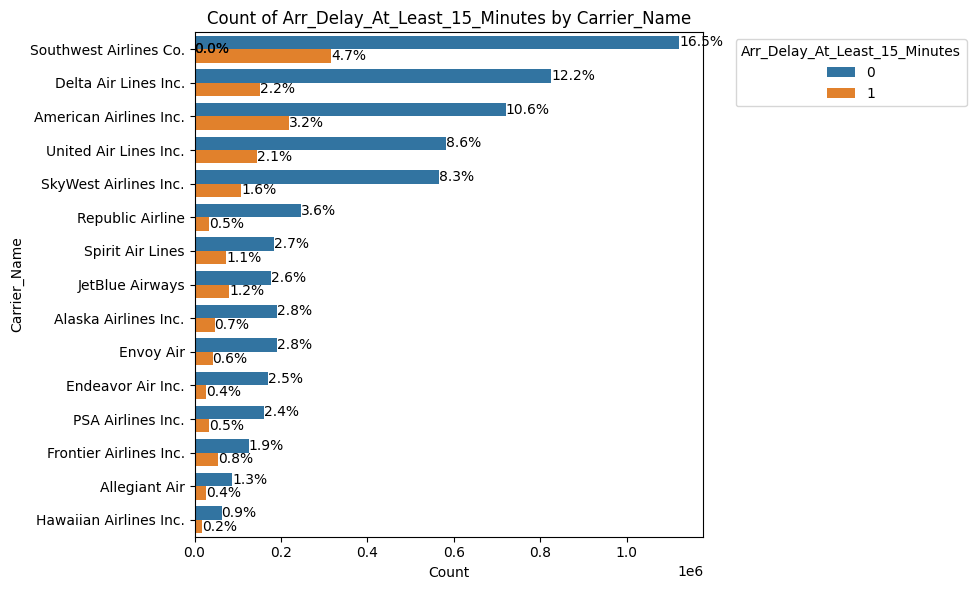 Count of Arr_Delay_At_Least_15_Minutes by Carrier_Name
Carrier_Name
Southwest Airlines Co.
0.0%
16.5%
4.7%
Delta Air Lines Inc.
12.2%
2.2%
American Airlines Inc.
10.6%
3.2%
United Air Lines Inc.
8.6%
2.1%
SkyWest Airlines Inc.
8.3%
1.6%
Republic Airline
3.6%
0.5%
Spirit Air Lines
2.7%
1.1%
JetBlue Airways
2.6%
1.2%
Alaska Airlines Inc.
2.8%
0.7%
Envoy Air
2.8%
0.6%
Endeavor Air Inc.
2.5%
0.4%
PSA Airlines Inc.
2.4%
0.5%
Frontier Airlines Inc.
1.9%
0.8%
Allegiant Air
1.3%
0.4%
Hawaiian Airlines Inc.
0.9%
0.2%
0.0 0.2 0.4 0.6 0.8 1.0
1e6
Count
Arr_Delay_At_Least_15_Minutes
0
1